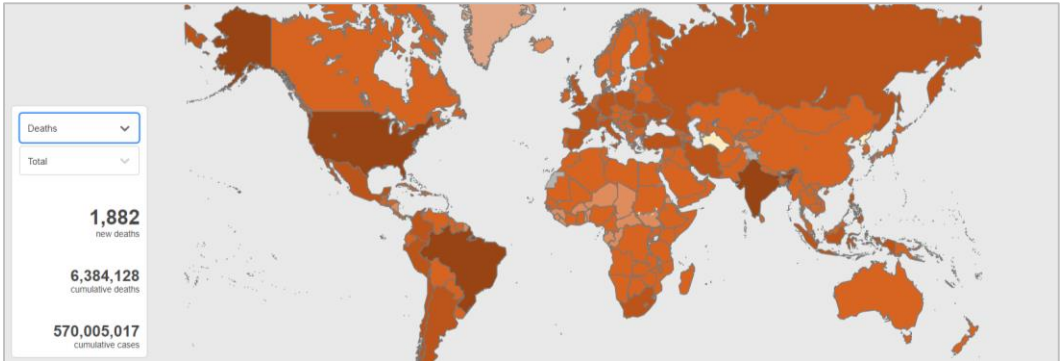 Deaths
Total
1,882
new deaths
6,384,128
cumulative deaths
570,005,017
cumulative cases